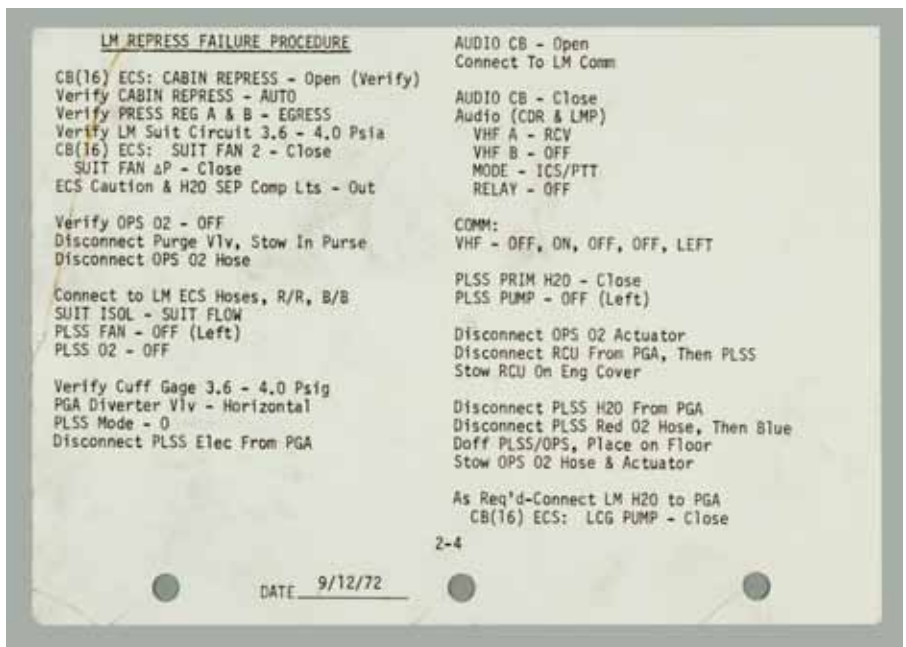 LM REPRESS FAILURE PROCEDURE
CB(16) ECS: CABIN REPRESS - Open (Verify)
Verify CABIN REPRESS - AUTO
Verify PRESS REG A & B - EGRESS
Verify LM Suit Circuit 3.6 - 4.0 Psia
CB(16) ECS: SUIT FAN 2 - Close
SUIT FAN ΔP - Close
ECS Caution & H2O SEP Comp Lts - Out
Verify OPS O2 - OFF
Disconnect Purge Vlv, Stow In Purse
Disconnect OPS O2 Hose
Connect to LM ECS Hoses, R/R, B/B
SUIT ISOL - SUIT FLOW
PLSS FAN - OFF (Left)
PLSS O2 - OFF
Verify Cuff Gage 3.6 - 4.0 Psig
PGA Diverter Vlv - Horizontal
PLSS Mode - O
Disconnect PLSS Elec From PGA
AUDIO CB - Open
Connect To LM Comm
AUDIO CB - Close
Audio (CDR & LMP)
VHF A - RCV
VHF B - OFF
MODE - ICS/PTT
RELAY - OFF
COMM:
VHF - OFF, ON, OFF, OFF, LEFT
PLSS PRIM H2O - Close
PLSS PUMP - OFF (Left)
Disconnect OPS O2 Actuator
Disconnect RCU From PGA, Then PLSS
Stow RCU On Eng Cover
Disconnect PLSS H2O From PGA
Disconnect PLSS Red O2 Hose, Then Blue
Doff PLSS/OPS, Place on Floor
Stow OPS O2 Hose & Actuator
As Req'd-Connect LM H2O to PGA
CB(16) ECS: LCG PUMP - Close
2-4
DATE 9/12/72